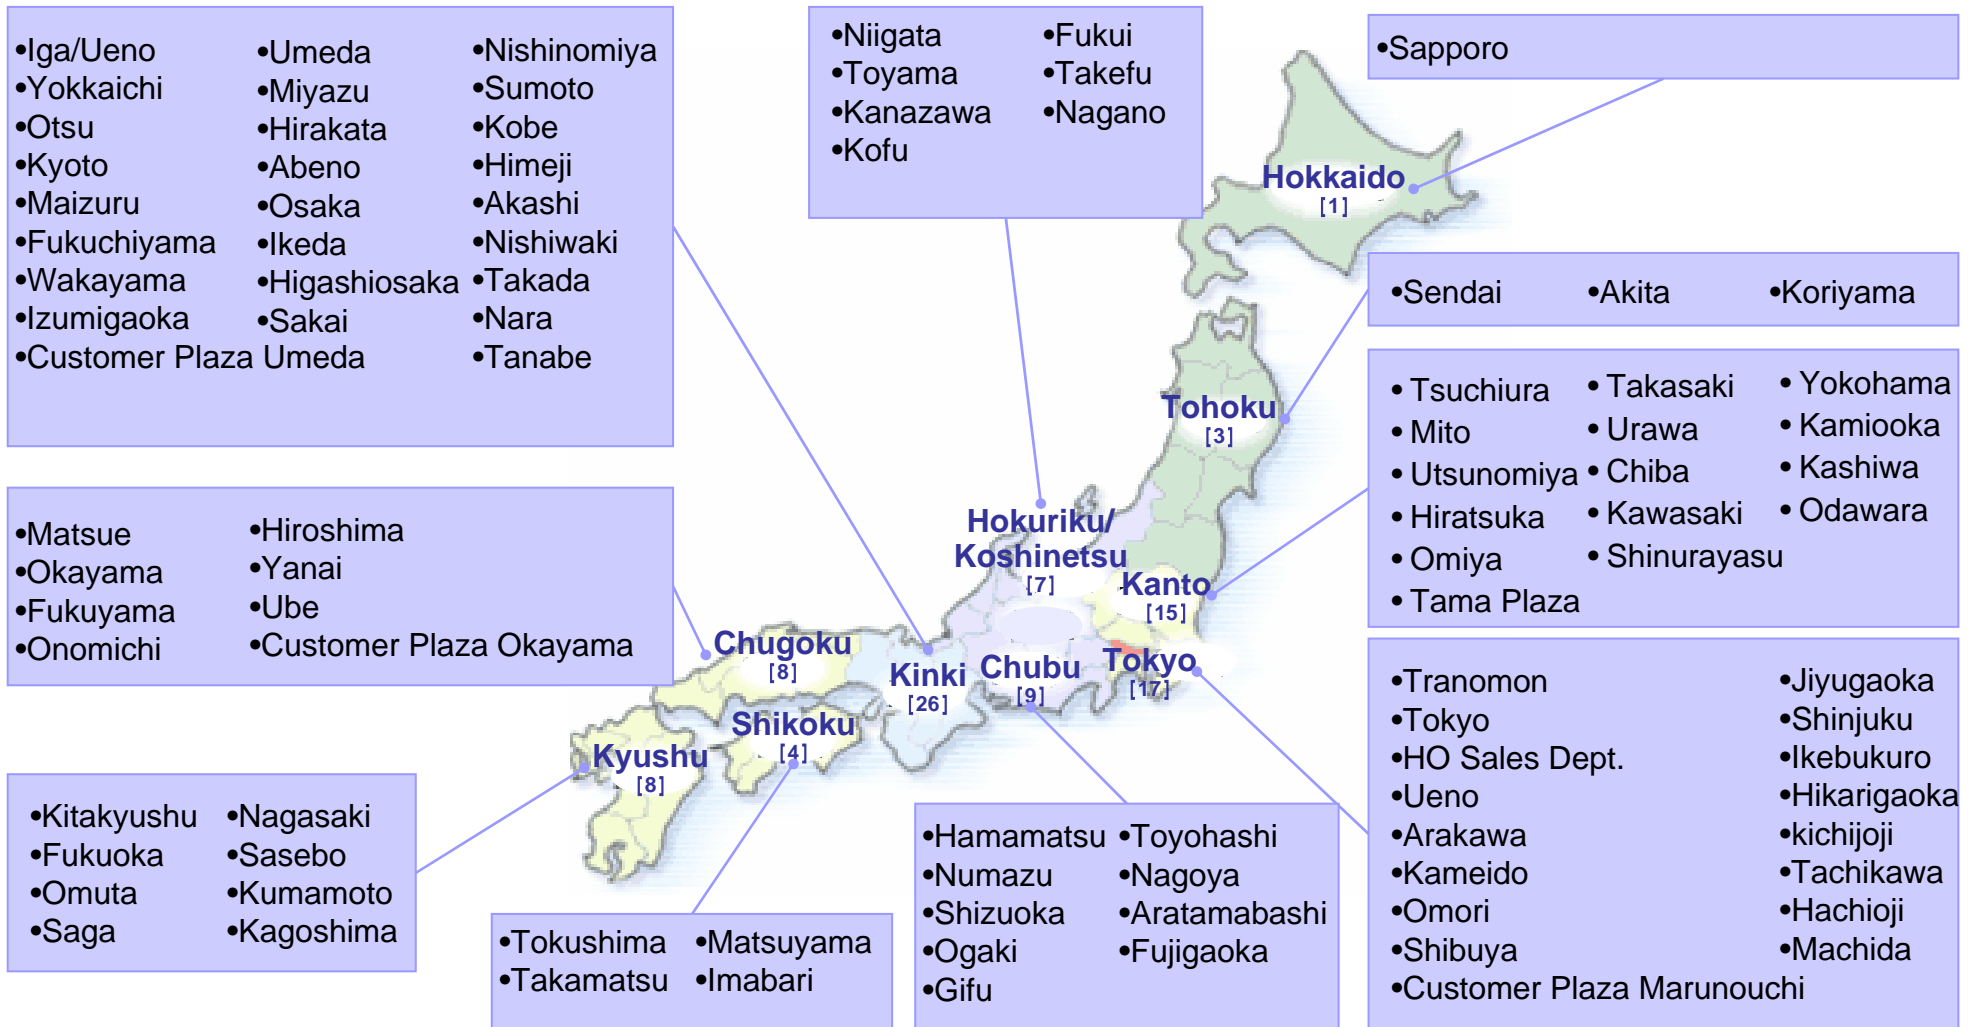 •Iga/Ueno
•Yokkaichi
•Otsu
•Kyoto
•Maizuru
•Fukuchiyama
•Wakayama
•Izumigaoka
•Customer Plaza Umeda
•Umeda
•Miyazu
•Hirakata
•Abeno
•Osaka
•Ikeda
•Higashiosaka
•Sakai
•Nishinomiya
•Sumoto
•Kobe
•Himeji
•Akashi
•Nishiwaki
•Takada
•Nara
•Tanabe
•Niigata
•Toyama
•Kanazawa
•Kofu
•Fukui
•Takefu
•Nagano
•Sapporo
Hokkaido
[1]
•Sendai
•Akita
•Koriyama
Tohoku
[3]
• Tsuchiura
• Mito
• Utsunomiya
• Hiratsuka
• Omiya
• Tama Plaza
• Takasaki
• Urawa
• Chiba
• Kawasaki
• Shinurayasu
• Yokohama
• Kamiooka
• Kashiwa
• Odawara
•Matsue
•Okayama
•Fukuyama
•Onomichi
•Hiroshima
•Yanai
•Ube
•Customer Plaza Okayama
Hokuriku/
Koshinetsu
[7]
Kanto
[15]
Chugoku
[8]
Kinki
[26]
Chubu
[9]
Tokyo
[17]
Shikoku
[4]
Kyushu
[8]
•Tranomon
•Tokyo
•HO Sales Dept.
•Ueno
•Arakawa
•Kameido
•Omori
•Shibuya
•Customer Plaza Marunouchi
•Jiyugaoka
•Shinjuku
•Ikebukuro
•Hikarigaoka
•kichijoji
•Tachikawa
•Hachioji
•Machida
•Kitakyushu
•Fukuoka
•Omuta
•Saga
•Nagasaki
•Sasebo
•Kumamoto
•Kagoshima
•Tokushima
•Takamatsu
•Matsuyama
•Imabari
•Hamamatsu
•Numazu
•Shizuoka
•Ogaki
•Gifu
•Toyohashi
•Nagoya
•Aratamabashi
•Fujigaoka